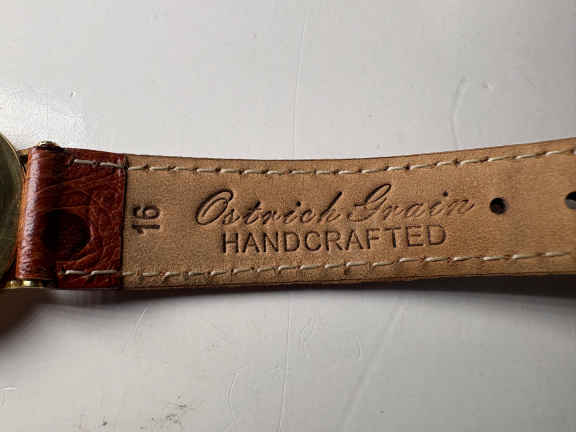 16
Ostrich Grain
HANDCRAFTED